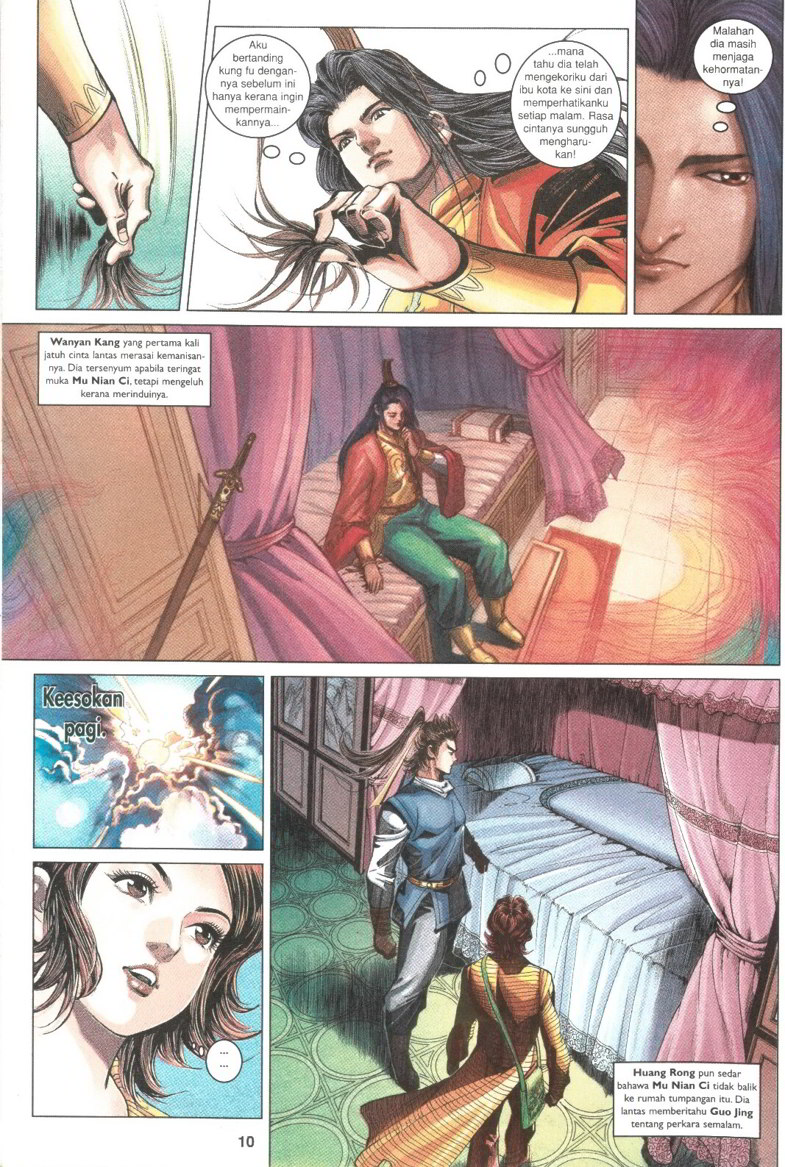 Aku
bertanding
kung fu dengan-
nya sebelum ini
hanya kerana ingin
mempermain-
kannya...
...mana
tahu dia telah
mengekoriku dari
ibu kota ke sini dan
memperhatikanku
setiap malam. Rasa
cintanya sungguh
mengharu-
kan!
Malahan
dia masih
menjaga
kehormatan-
nya!
Wanyan Kang yang pertama kali
jatuh cinta lantas merasai kemanisan-
nya. Dia tersenyum apabila teringat
muka Mu Nian Ci, tetapi mengeluh
kerana merinduinya.
Keesokan
pagi.
...
...
Huang Rong pun sedar
bahawa Mu Nian Ci tidak balik
ke rumah tumpangan itu. Dia
lantas memberitahu Guo Jing
tentang perkara semalam.
10